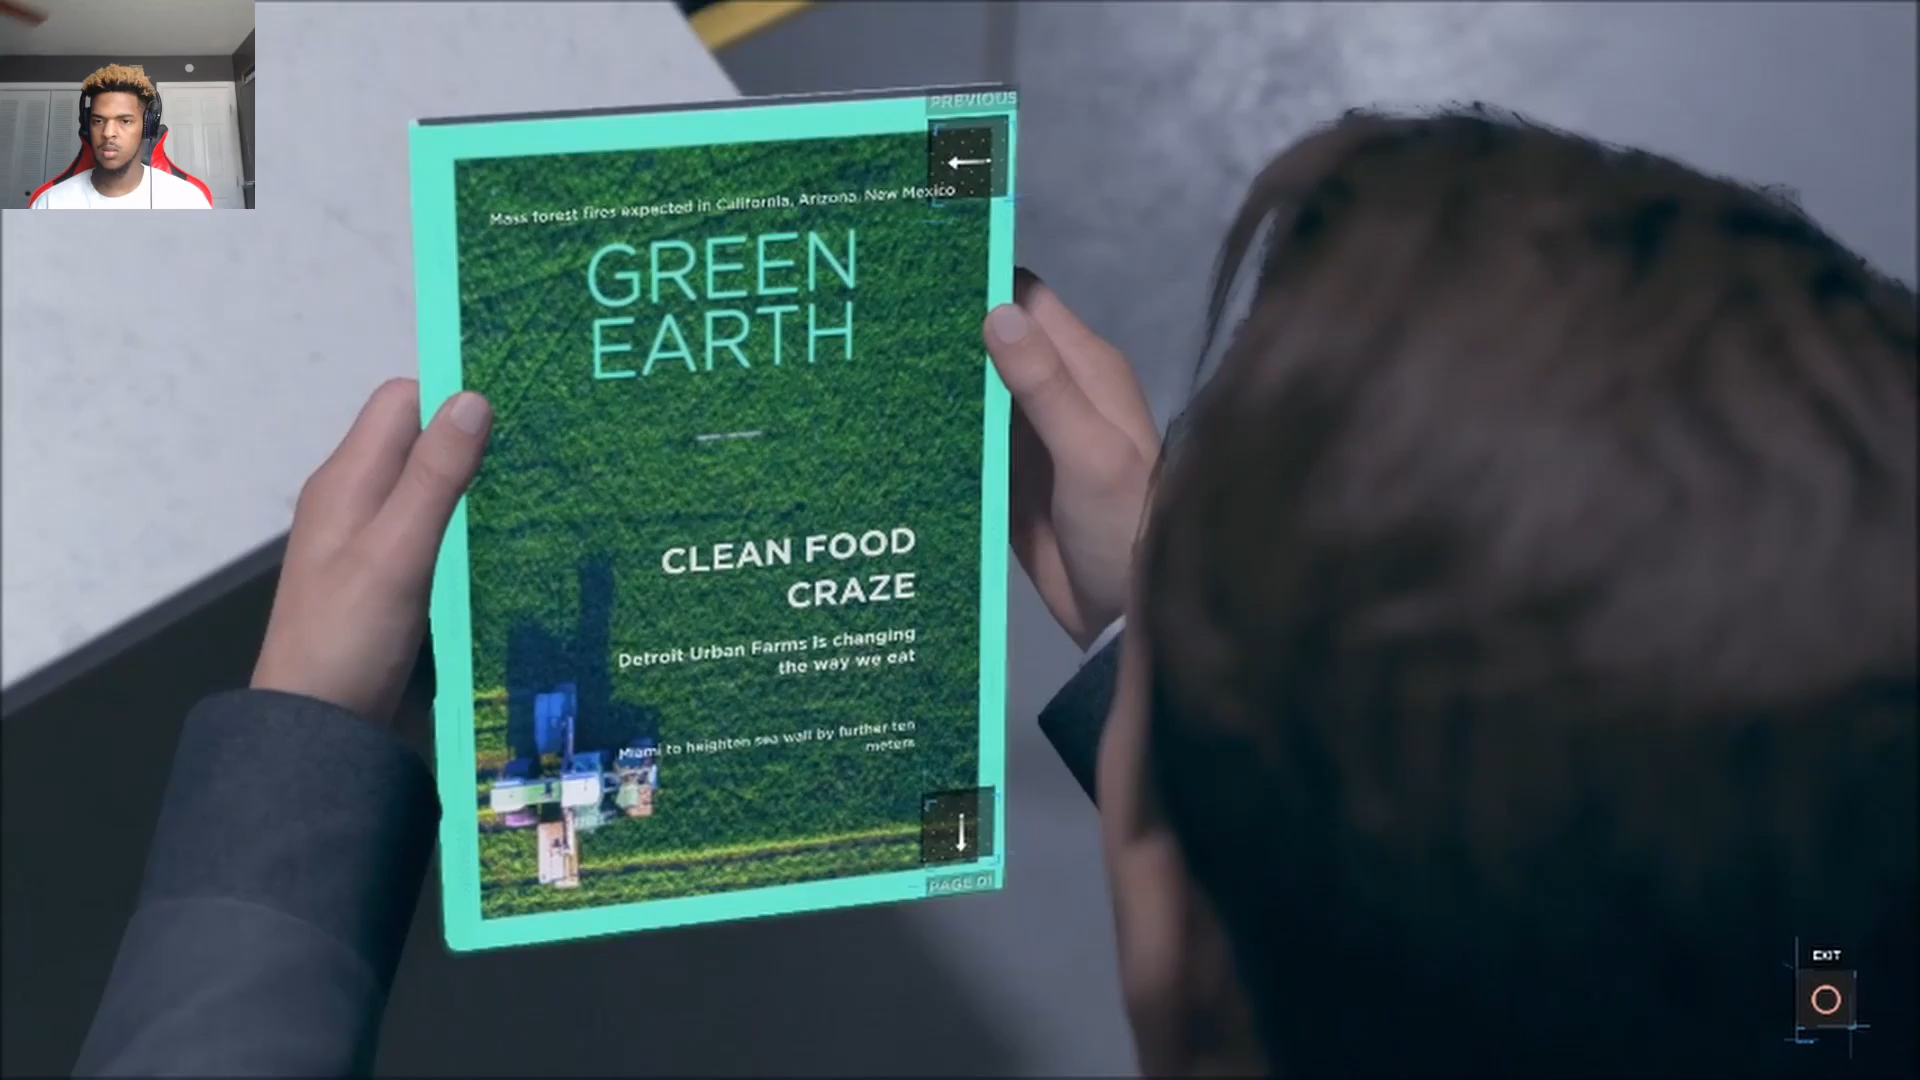 PREVIOUS
Mass forest fires expected in California, Arizona, New Mexico
GREEN
EARTH
CLEAN FOOD
CRAZE
Detroit Urban Farms is changing
the way we eat
Miami to heighten sea wall by further ten
meters
PAGE 01
EXIT